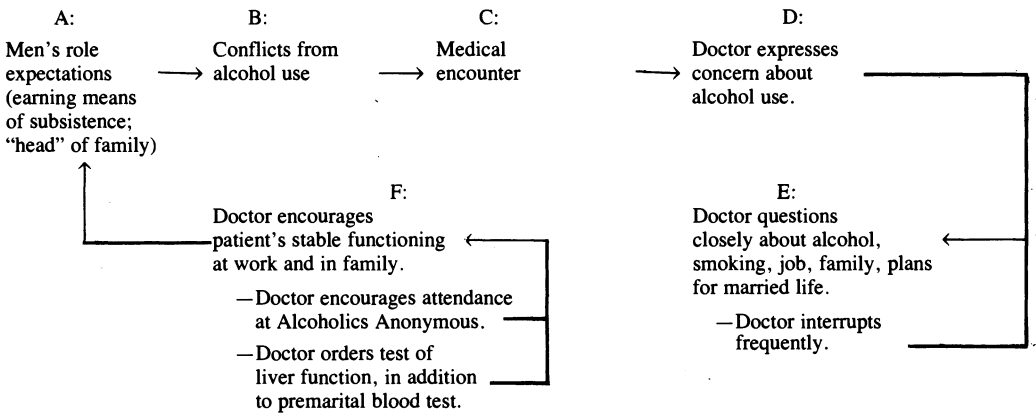 A:
Men's role
expectations
(earning means
of subsistence;
“head” of family)
B:
Conflicts from
alcohol use
C:
Medical
encounter
D:
Doctor expresses
concern about
alcohol use.
E:
Doctor questions
closely about alcohol,
smoking, job, family, plans
for married life.
—Doctor interrupts
frequently.
F:
Doctor encourages
patient's stable functioning
at work and in family.
—Doctor encourages attendance
at Alcoholics Anonymous.
—Doctor orders test of
liver function, in addition
to premarital blood test.